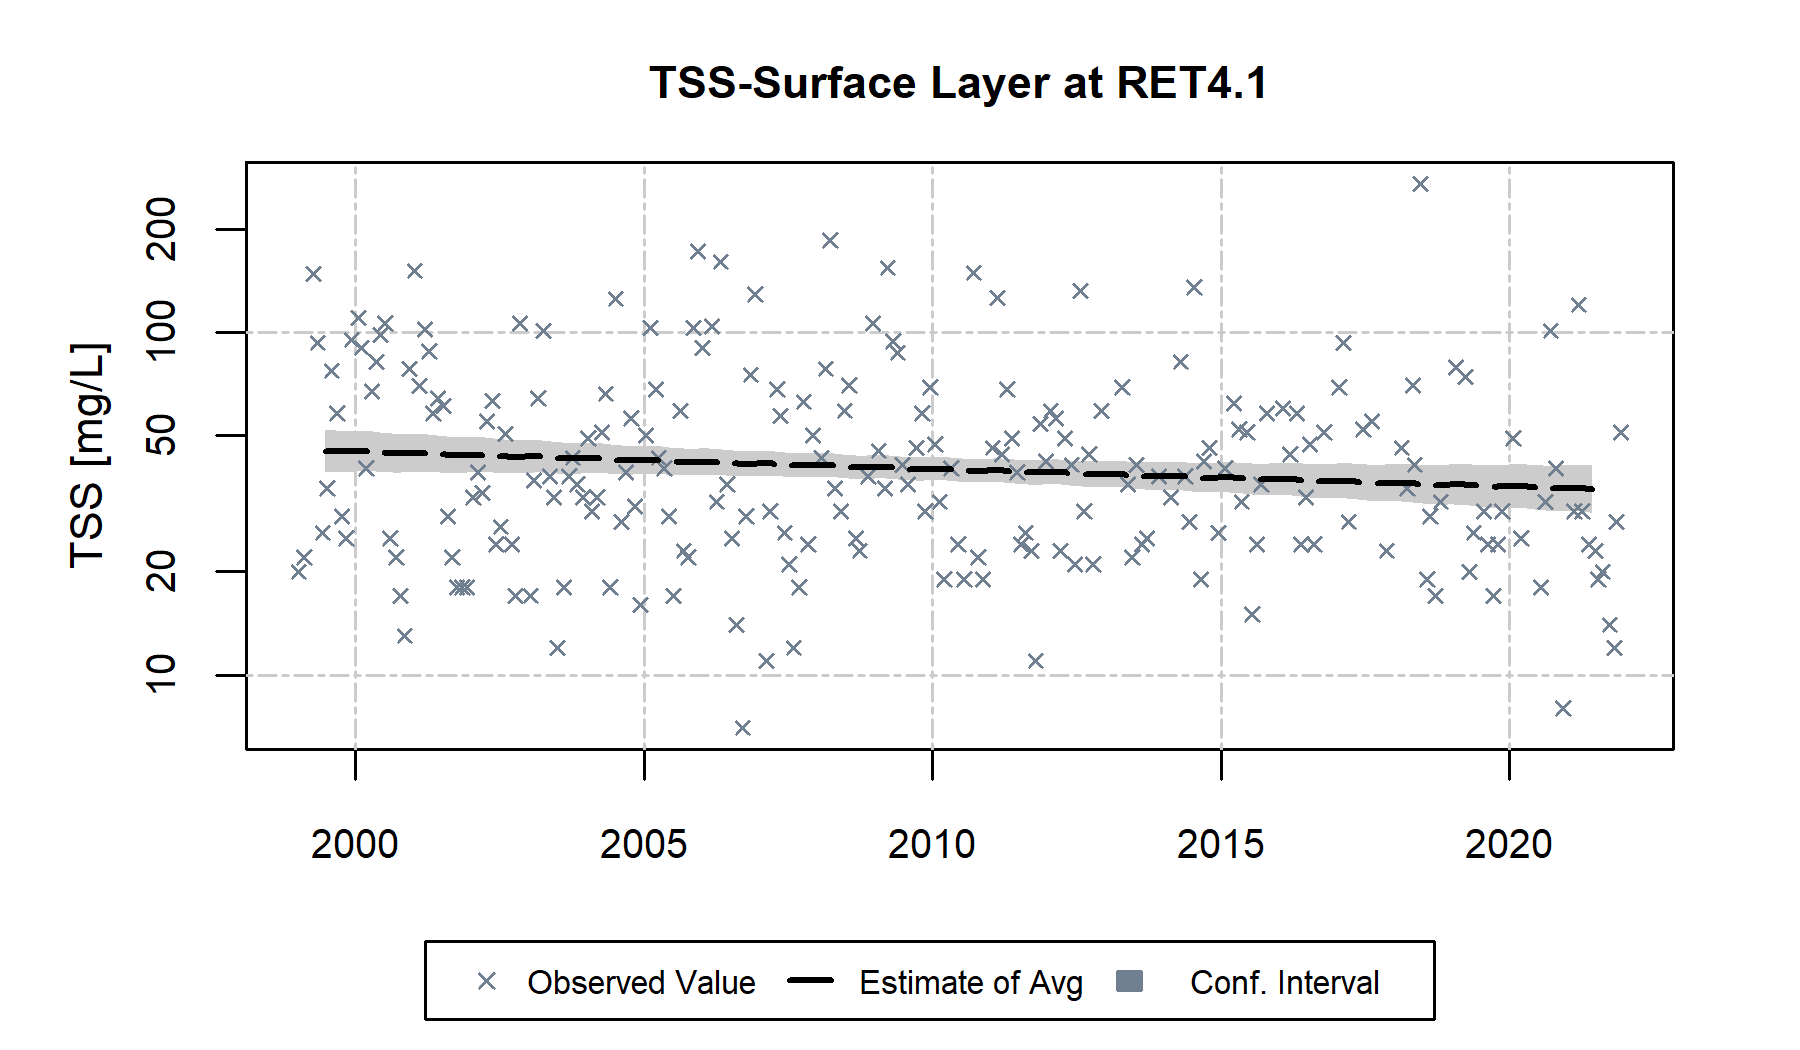 TSS-Surface Layer at RET4.1
TSS [mg/L]
200
100
50
20
10
2000 2005 2010 2015 2020
Observed Value Estimate of Avg Conf. Interval